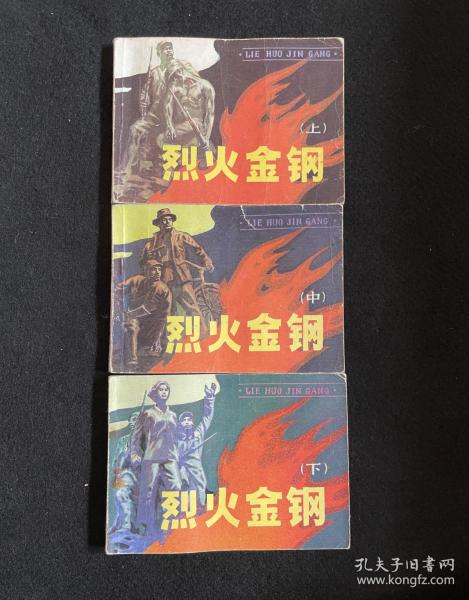 · LIE HUO JIN GANG ·
（上）
烈火金钢
· LIE HUO JIN GANG ·
（中）
烈火金钢
· LIE HUO JIN GANG ·
（下）
烈火金钢
孔夫子旧书网
www.kongfz.com